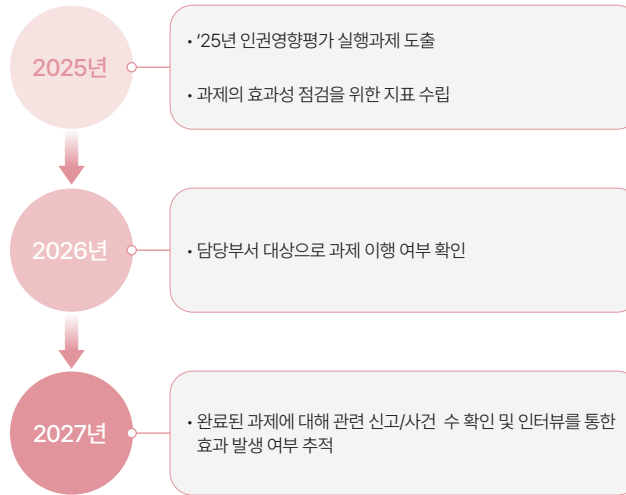 2025년
• ‘25년 인권영향평가 실행과제 도출
• 과제의 효과성 점검을 위한 지표 수립
2026년
• 담당부서 대상으로 과제 이행 여부 확인
2027년
• 완료된 과제에 대해 관련 신고/사건 수 확인 및 인터뷰를 통한
효과 발생 여부 추적